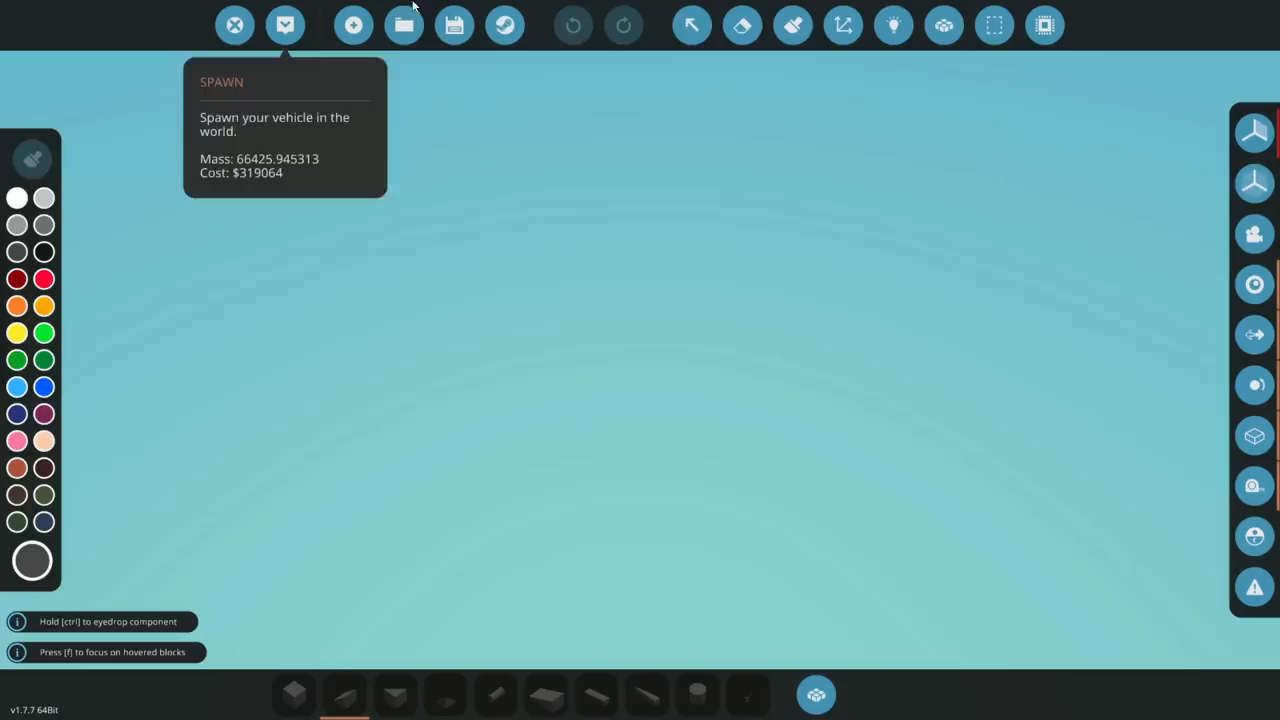 SPAWN
Spawn your vehicle in the
world.
Mass: 66425.945313
Cost: $319064
Hold [ctrl] to eyedrop component
Press [f] to focus on hovered blocks
v1.7.7 64Bit